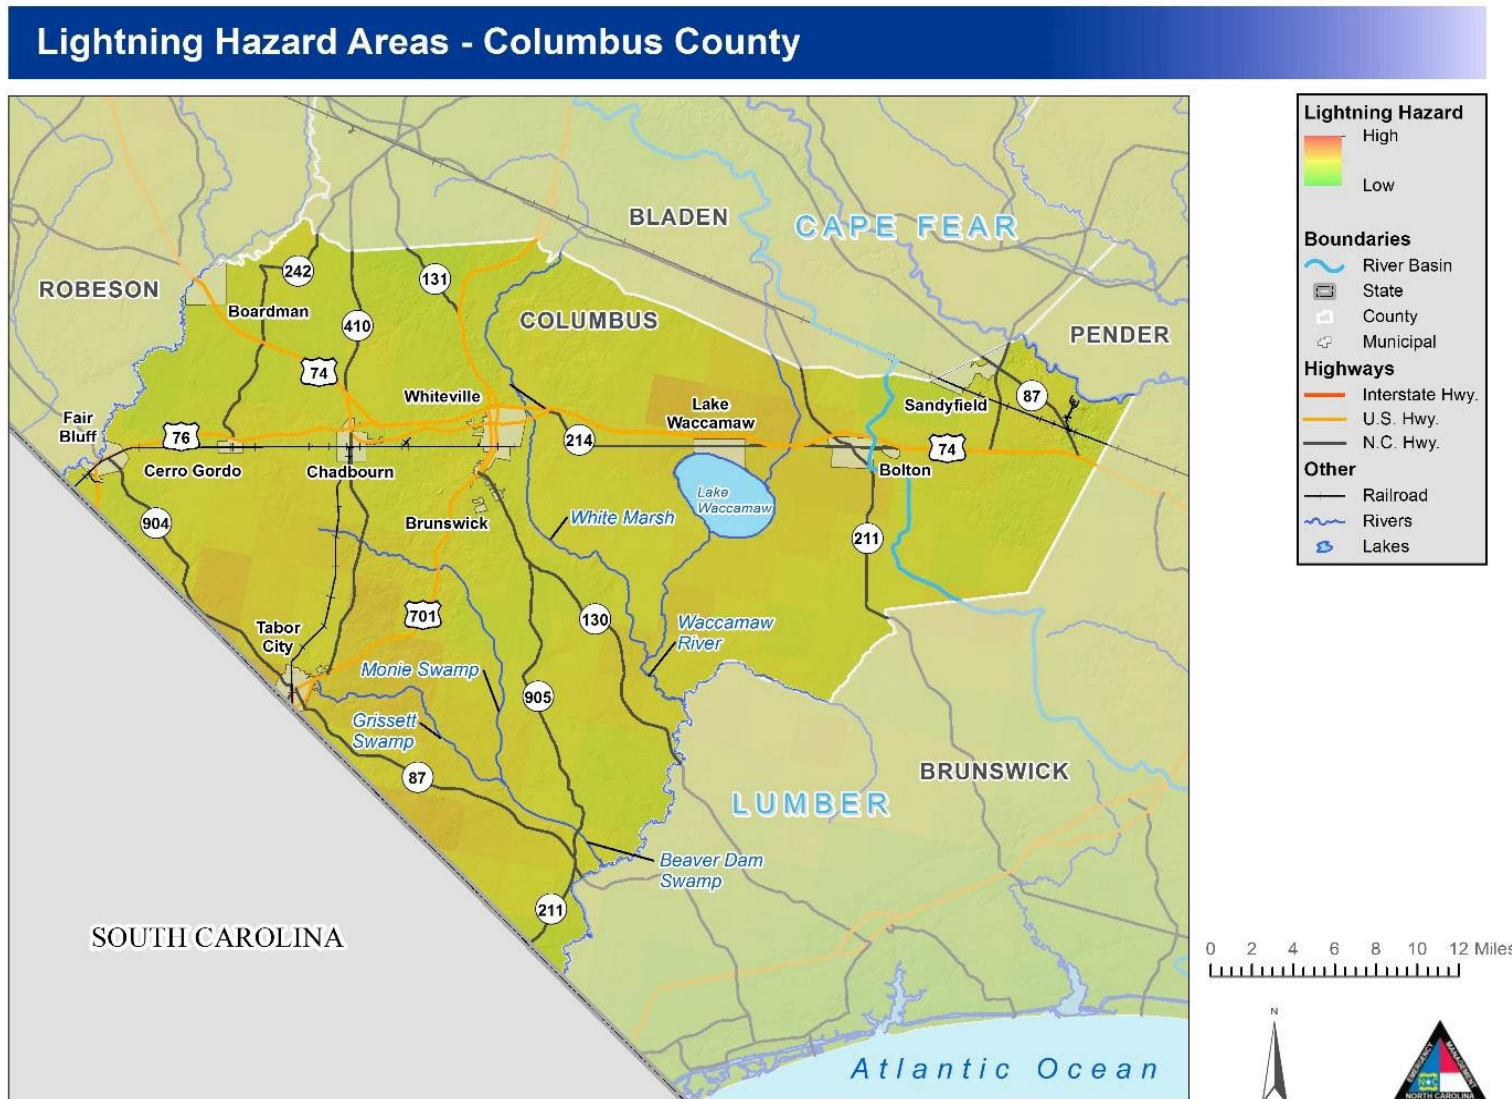 Lightning Hazard Areas - Columbus County
Lightning Hazard
High
Low
Boundaries
River Basin
State
County
Municipal
Highways
Interstate Hwy.
U.S. Hwy.
N.C. Hwy.
Other
Railroad
Rivers
Lakes
BLADEN
CAPE FEAR
ROBESON
242
131
Boardman
410
COLUMBUS
PENDER
74
Whiteville
Lake
Waccamaw
Sandyfield
87
Fair
Bluff
76
214
74
Cerro Gordo
Chadbourn
Bolton
Lake
Waccamaw
904
Brunswick
White Marsh
211
701
130
Tabor
City
Waccamaw
River
Monie Swamp
905
Grissett
Swamp
87
BRUNSWICK
LUMBER
Beaver Dam
Swamp
211
SOUTH CAROLINA
0 2 4 6 8 10 12 Miles
N
Atlantic Ocean
EMERGENCY
MANAGEMENT
NORTH CAROLINA